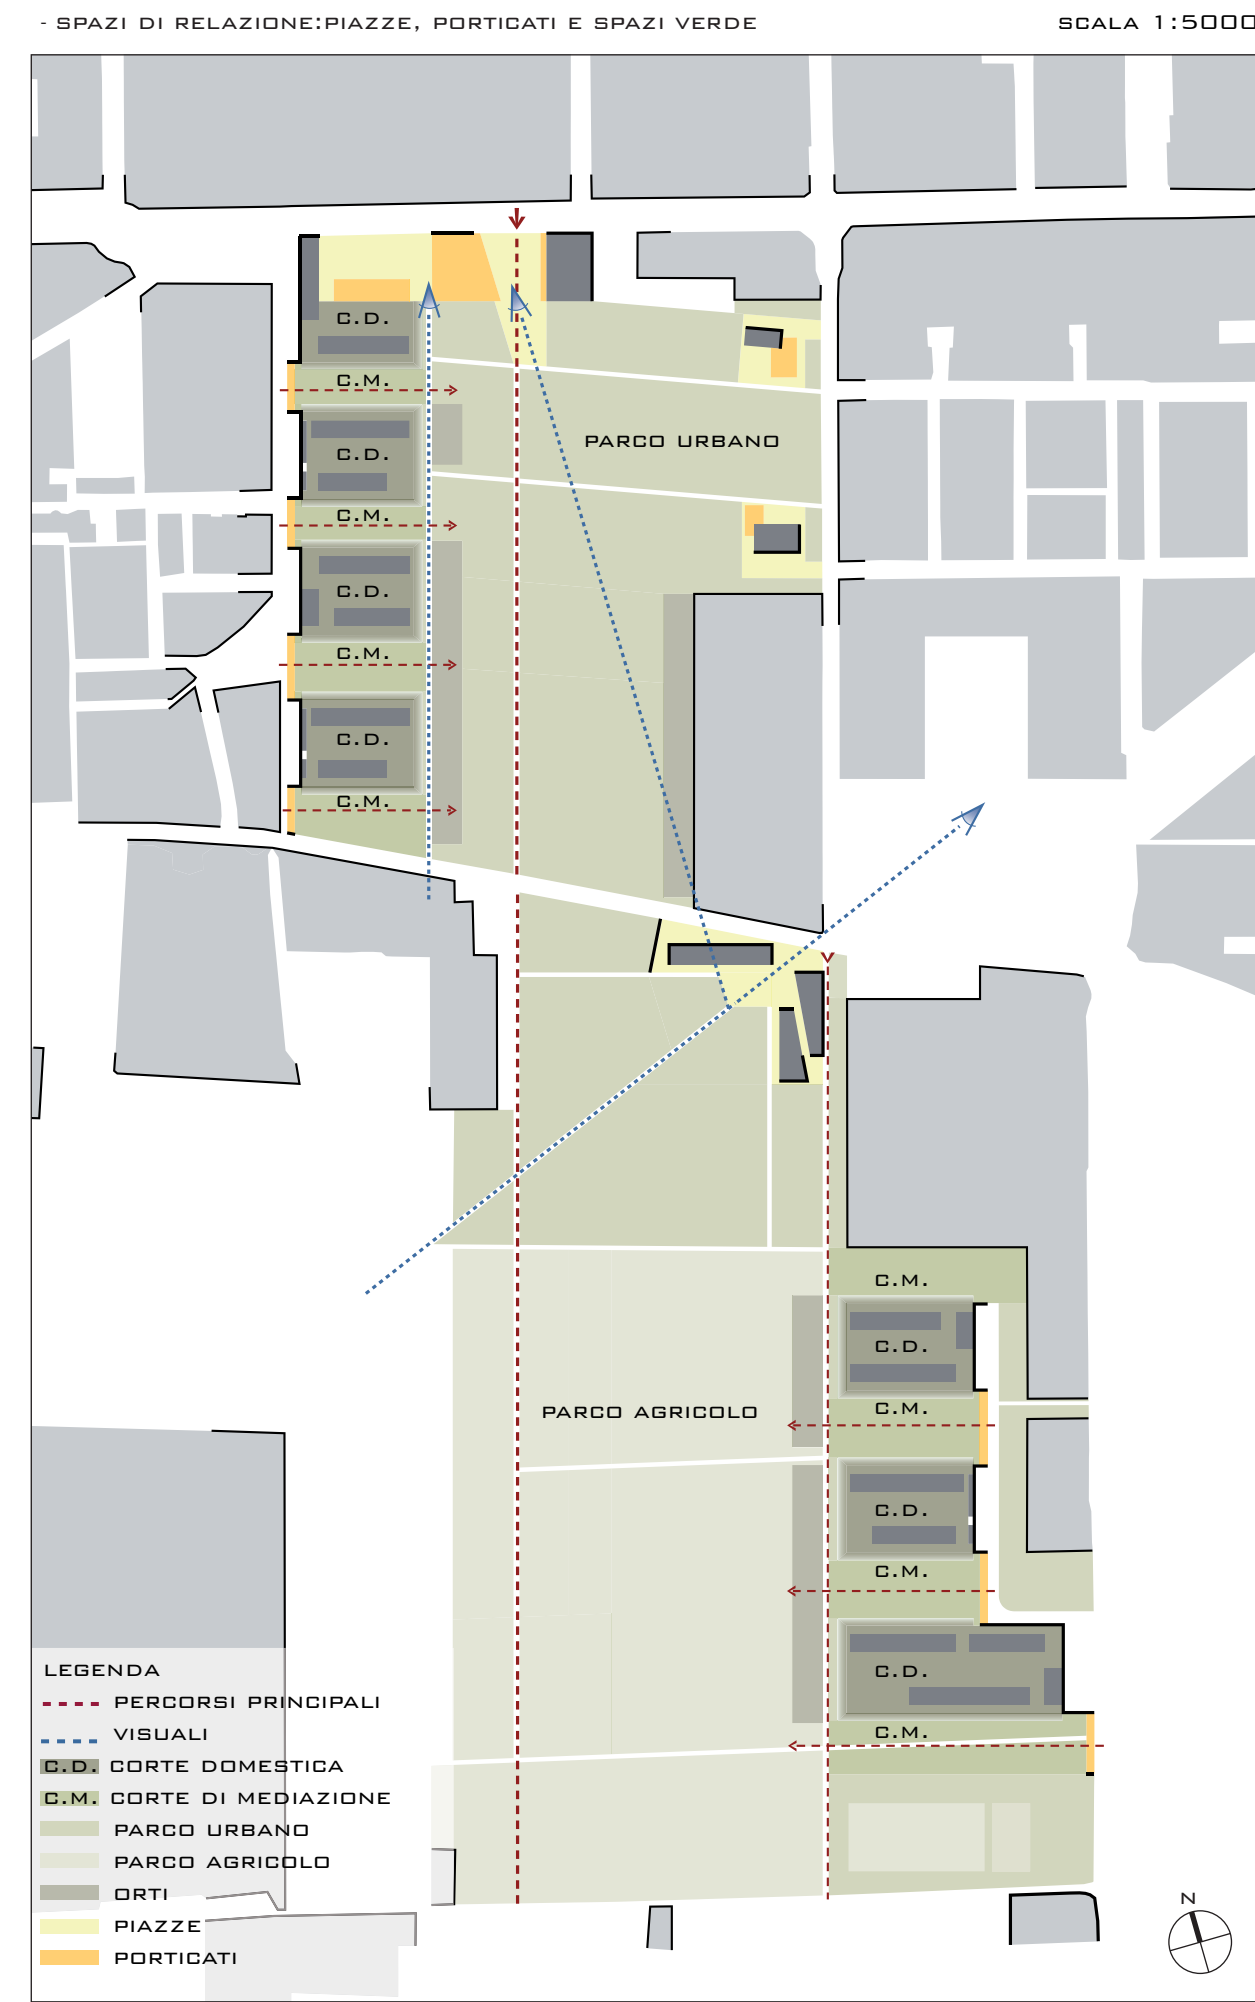 - SPAZI DI RELAZIONE:PIAZZE, PORTICATI E SPAZI VERDE
SCALA 1:5000
C.D.
C.M.
PARCO URBANO
C.D.
C.M.
C.D.
C.M.
C.D.
C.M.
C.M.
C.D.
C.M.
PARCO AGRICOLO
C.D.
C.M.
C.D.
C.M.
LEGENDA
PERCORSI PRINCIPALI
VISUALI
C.D. CORTE DOMESTICA
C.M. CORTE DI MEDIAZIONE
PARCO URBANO
PARCO AGRICOLO
ORTI
PIAZZE
PORTICATI
N